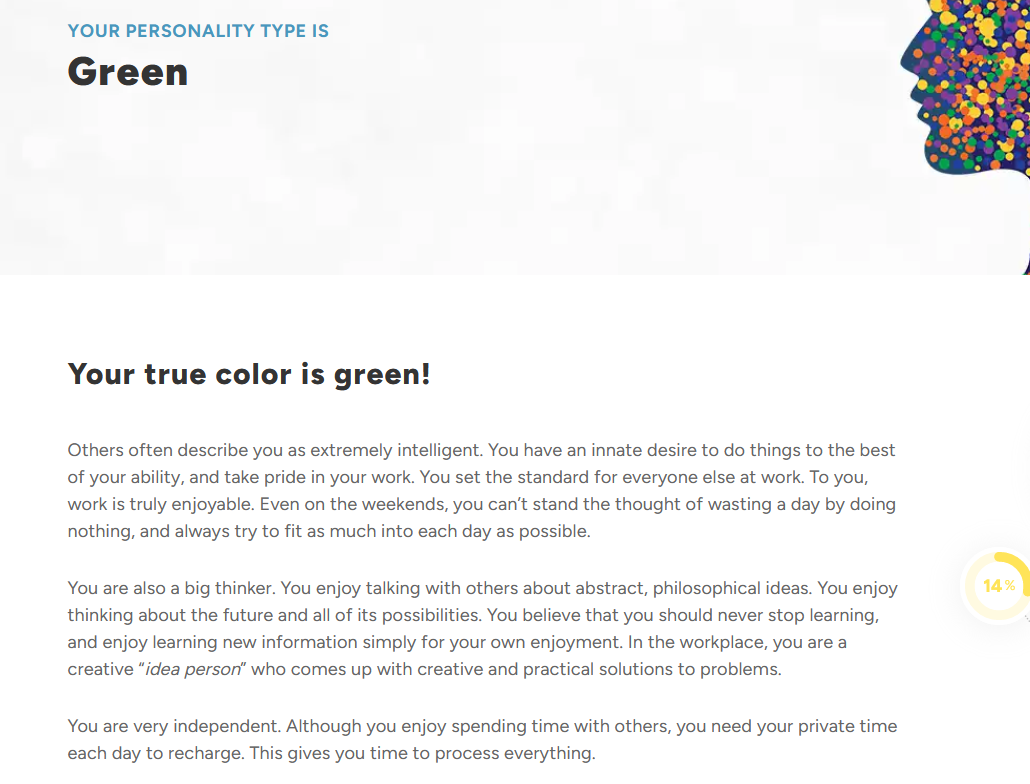 YOUR PERSONALITY TYPE IS
Green
Your true color is green!
Others often describe you as extremely intelligent. You have an innate desire to do things to the best
of your ability, and take pride in your work. You set the standard for everyone else at work. To you,
work is truly enjoyable. Even on the weekends, you can’t stand the thought of wasting a day by doing
nothing, and always try to fit as much into each day as possible.
You are also a big thinker. You enjoy talking with others about abstract, philosophical ideas. You enjoy
thinking about the future and all of its possibilities. You believe that you should never stop learning,
and enjoy learning new information simply for your own enjoyment. In the workplace, you are a
creative “idea person” who comes up with creative and practical solutions to problems.
You are very independent. Although you enjoy spending time with others, you need your private time
each day to recharge. This gives you time to process everything.
14%